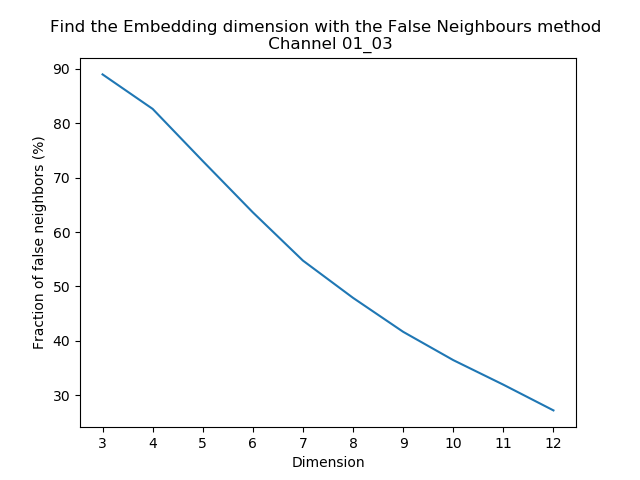 Find the Embedding dimension with the False Neighbours method
Channel 01_03
Fraction of false neighbors (%)
90
80
70
60
50
40
30
3 4 5 6 7 8 9 10 11 12
Dimension